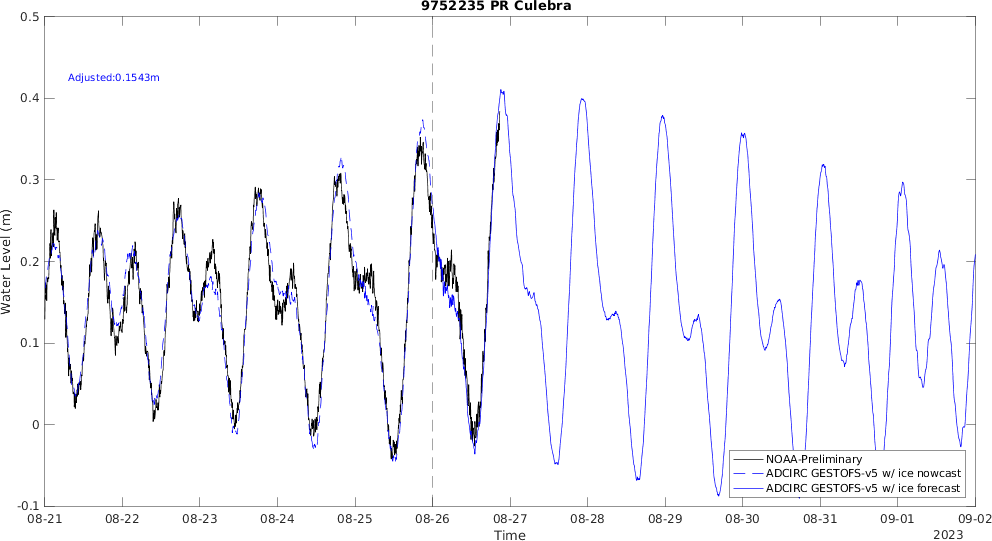 9752235 PR Culebra
0.5
Adjusted:0.1543m
0.4
0.3
0.2
0.1
0
-0.1
Water Level (m)
NOAA-Preliminary
ADCIRC GESTOFS-v5 w/ ice nowcast
ADCIRC GESTOFS-v5 w/ ice forecast
08-21 08-22 08-23 08-24 08-25 08-26 08-27 08-28 08-29 08-30 08-31 09-01 09-02
Time
2023